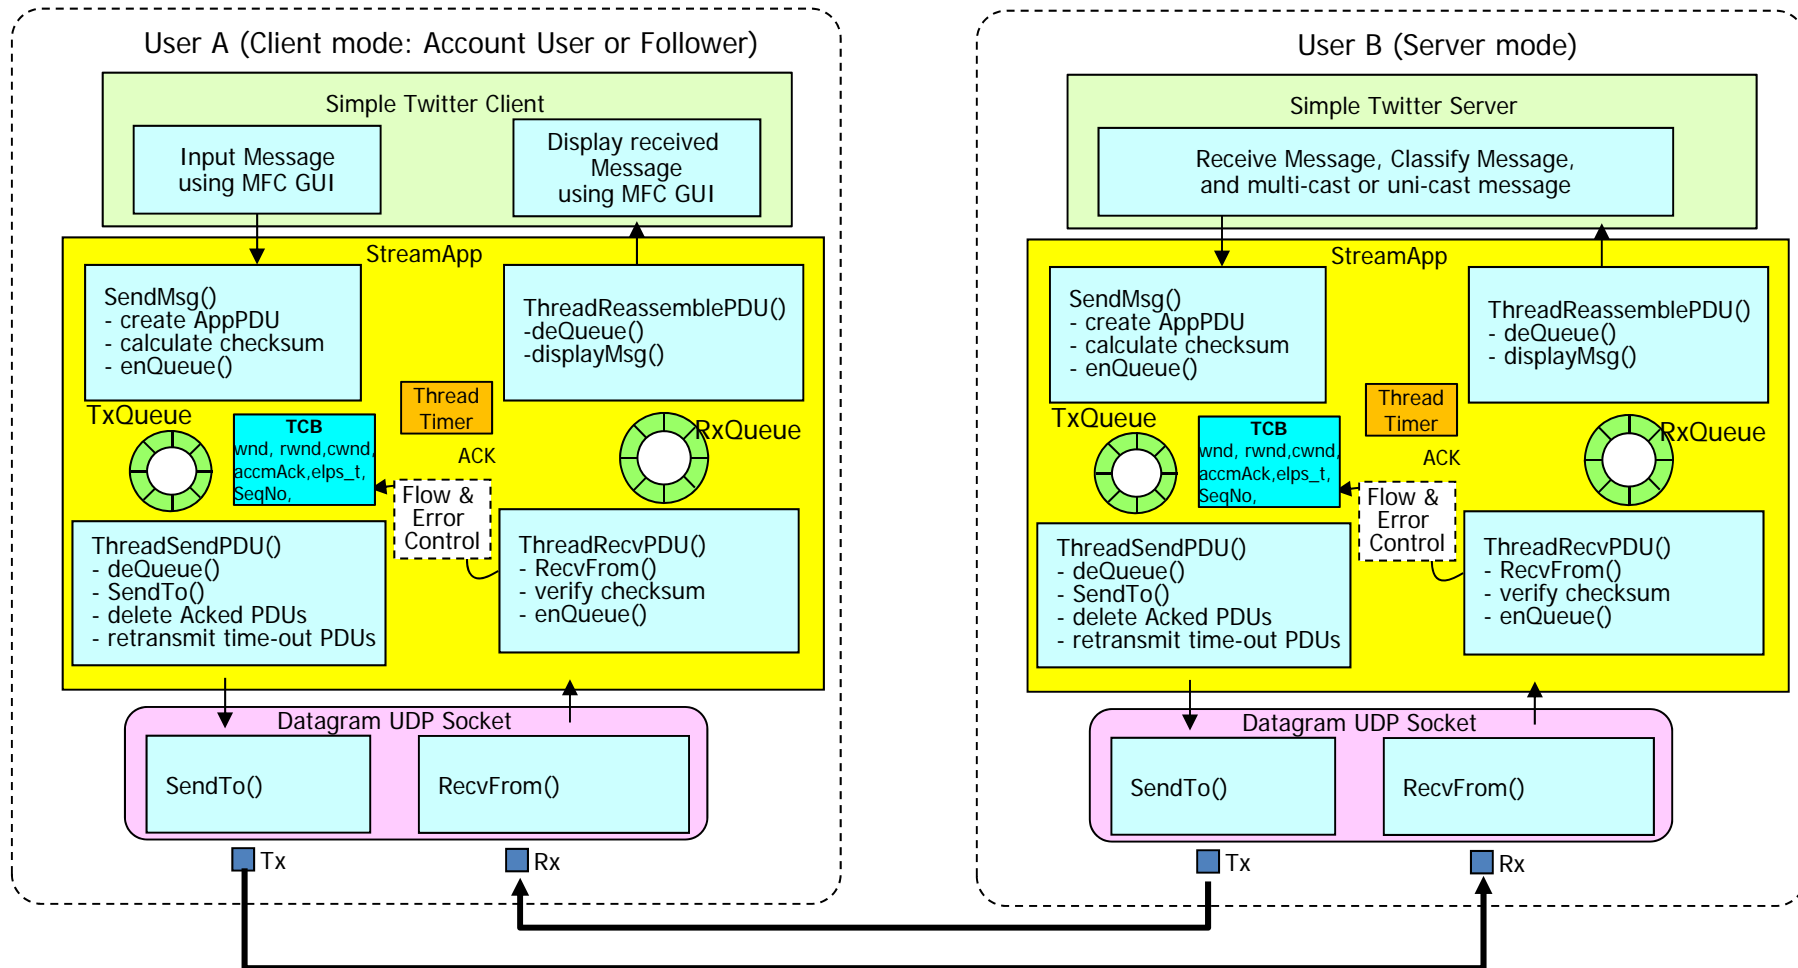 User A (Client mode: Account User or Follower)
Simple Twitter Client
Input Message
using MFC GUI
Display received
Message
using MFC GUI
StreamApp
SendMsg()
- create AppPDU
- calculate checksum
- enQueue()
ThreadReassemblePDU()
-deQueue()
-displayMsg()
Thread
Timer
TxQueue
TCB
wnd, rwnd,cwnd,
accmAck,elps_t,
SeqNo,
RxQueue
ACK
Flow &
Error
Control
ThreadSendPDU()
- deQueue()
- SendTo()
- delete Acked PDUs
- retransmit time-out PDUs
ThreadRecvPDU()
- RecvFrom()
- verify checksum
- enQueue()
Datagram UDP Socket
SendTo()
RecvFrom()
Tx
Rx
User B (Server mode)
Simple Twitter Server
Receive Message, Classify Message,
and multi-cast or uni-cast message
StreamApp
SendMsg()
- create AppPDU
- calculate checksum
- enQueue()
ThreadReassemblePDU()
- deQueue()
- displayMsg()
Thread
Timer
TxQueue
TCB
wnd, rwnd,cwnd,
accmAck,elps_t,
SeqNo,
RxQueue
ACK
Flow &
Error
Control
ThreadSendPDU()
- deQueue()
- SendTo()
- delete Acked PDUs
- retransmit time-out PDUs
ThreadRecvPDU()
- RecvFrom()
- verify checksum
- enQueue()
Datagram UDP Socket
SendTo()
RecvFrom()
Tx
Rx